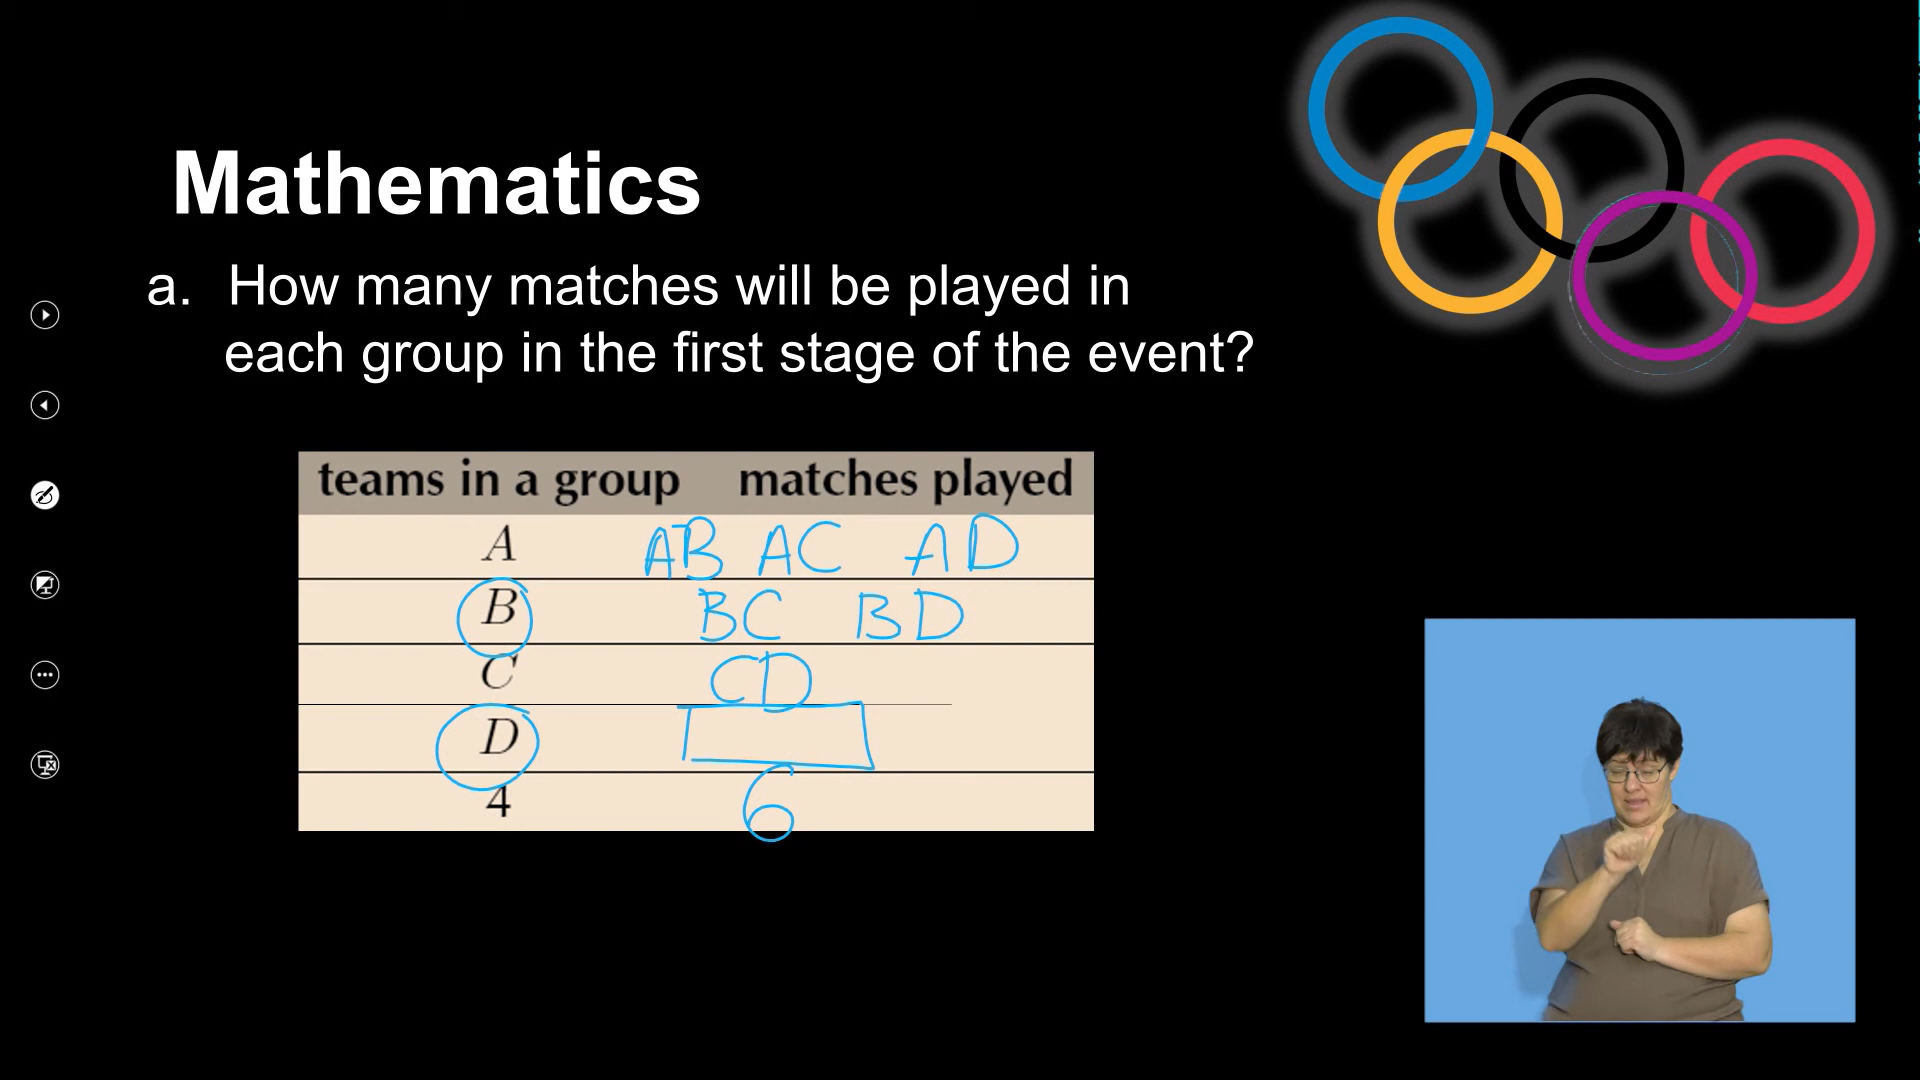 Mathematics
a. How many matches will be played in
each group in the first stage of the event?
teams in a group matches played
A AB AC AD
B BC BD
C CD
D
4 6